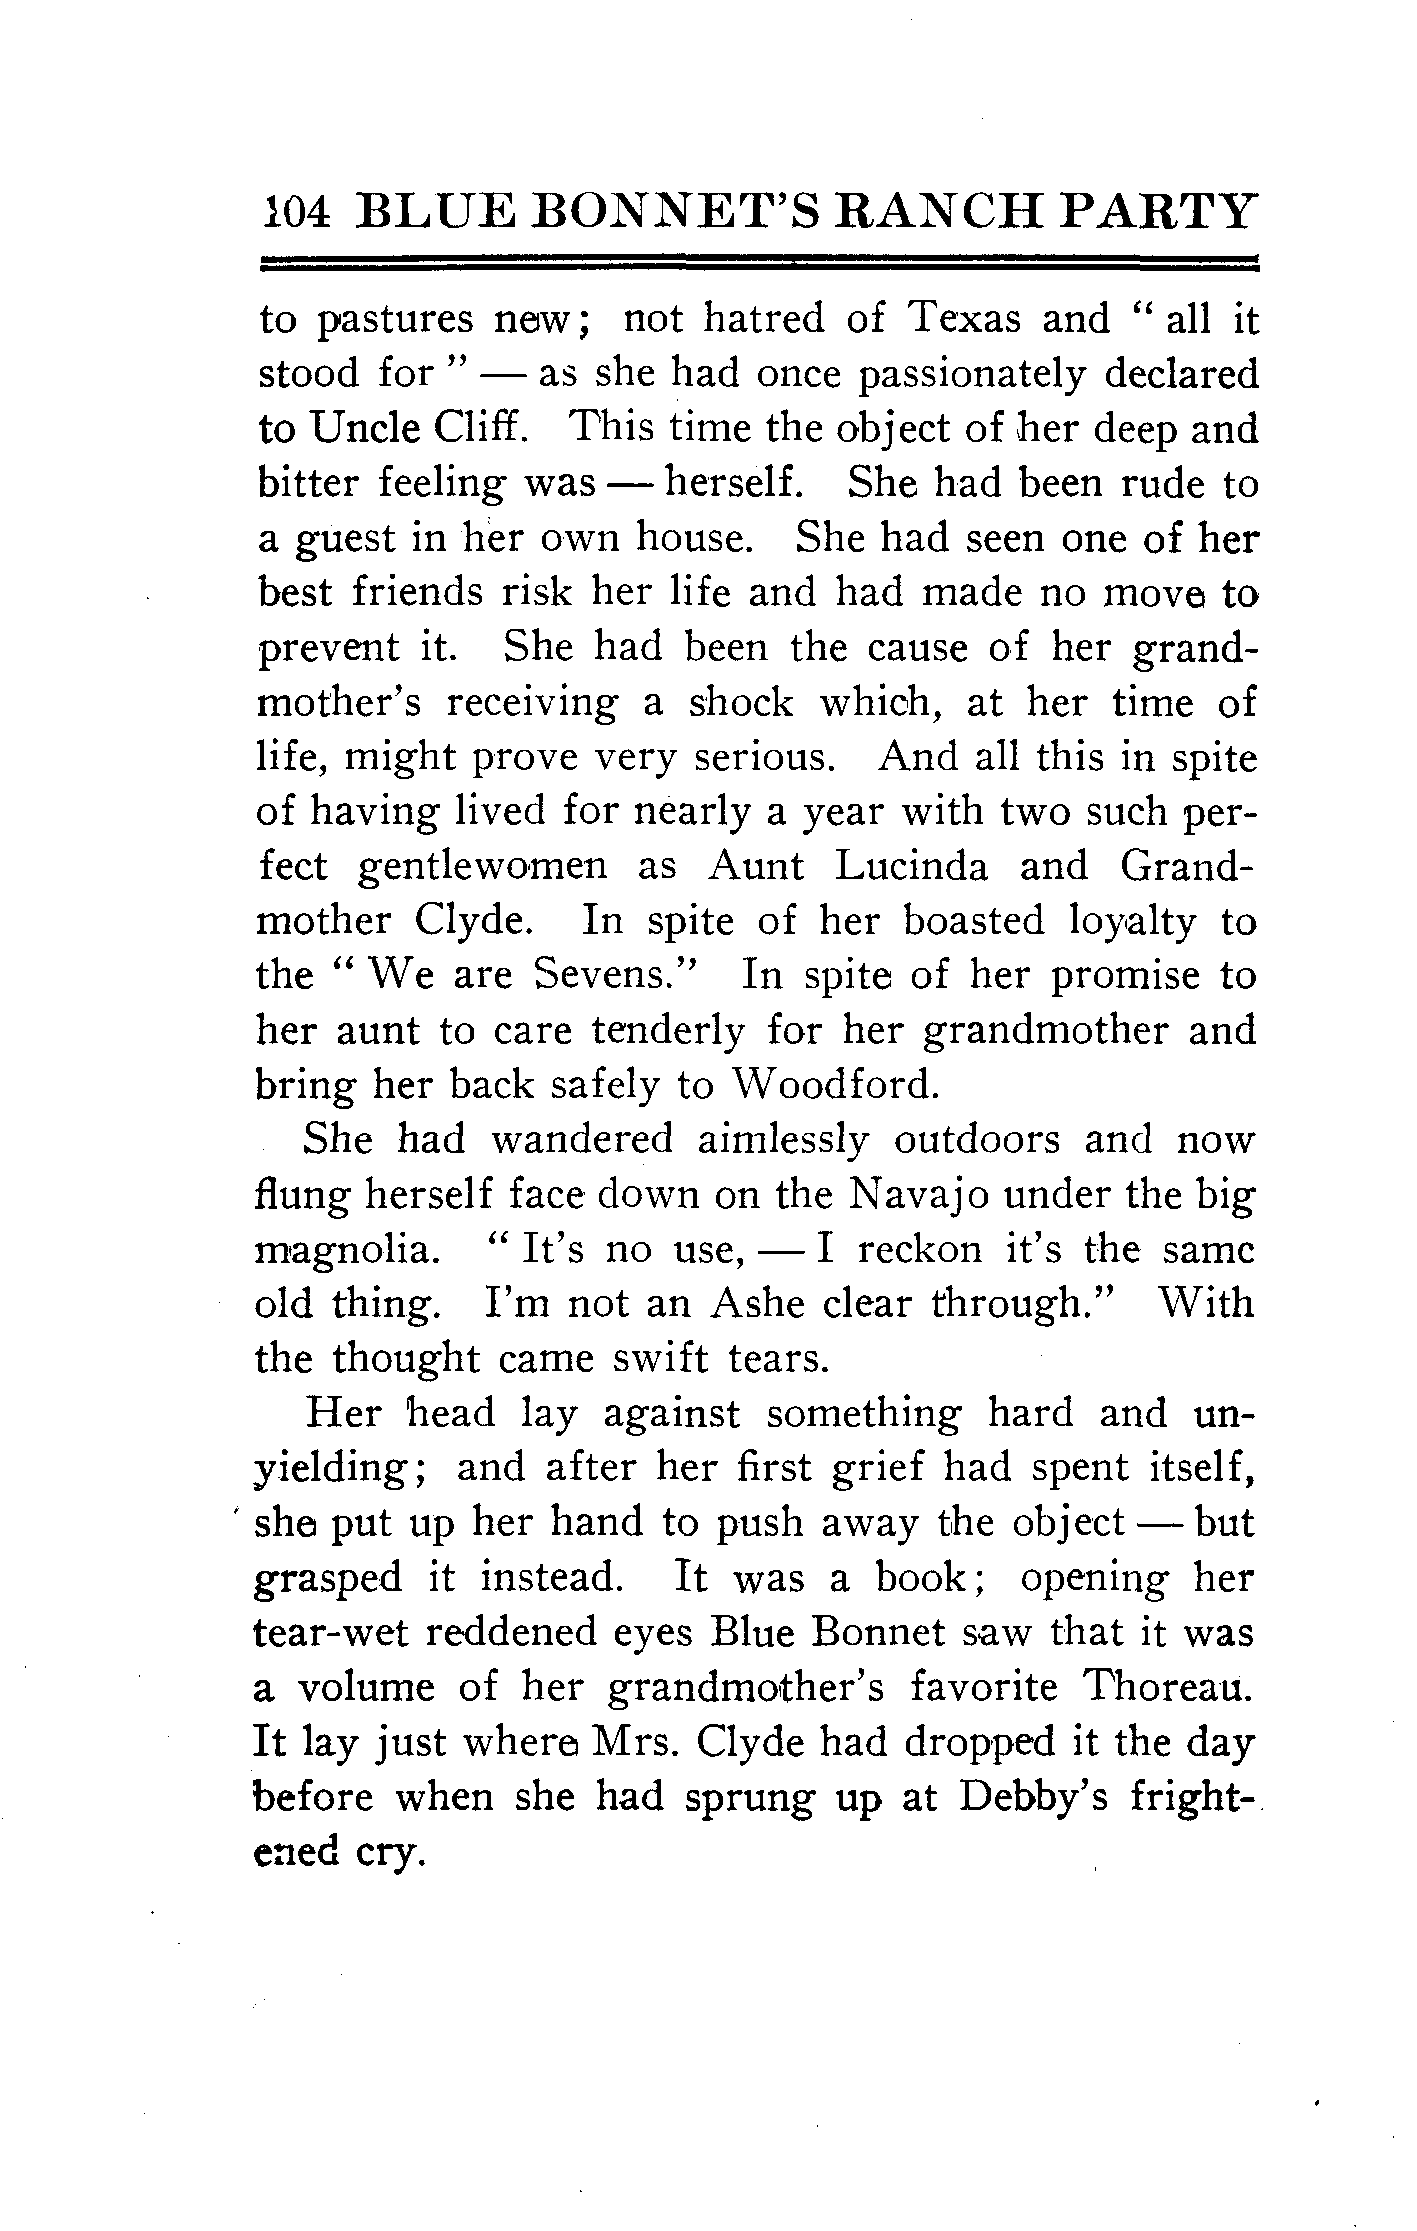 104 BLUE BONNET'S RANCH PARTY
to pastures new; not hatred of Texas and " all it
stood for " — as she had once passionately declared
to Uncle Cliff. This time the object of her deep and
bitter feeling was — herself. She had been rude to
a guest in her own house. She had seen one of her
best friends risk her life and had made no move to
prevent it. She had been the cause of her grand-
mother's receiving a shock which, at her time of
life, might prove very serious. And all this in spite
of having lived for nearly a year with two such per-
fect gentlewomen as Aunt Lucinda and Grand-
mother Clyde. In spite of her boasted loyalty to
the " We are Sevens." In spite of her promise to
her aunt to care tenderly for her grandmother and
bring her back safely to Woodford.
She had wandered aimlessly outdoors and now
flung herself face down on the Navajo under the big
magnolia. " It's no use, — I reckon it's the same
old thing. I'm not an Ashe clear through." With
the thought came swift tears.
Her head lay against something hard and un-
yielding; and after her first grief had spent itself,
she put up her hand to push away the object — but
grasped it instead. It was a book; opening her
tear-wet reddened eyes Blue Bonnet saw that it was
a volume of her grandmother's favorite Thoreau.
It lay just where Mrs. Clyde had dropped it the day
before when she had sprung up at Debby's fright-
ened cry.